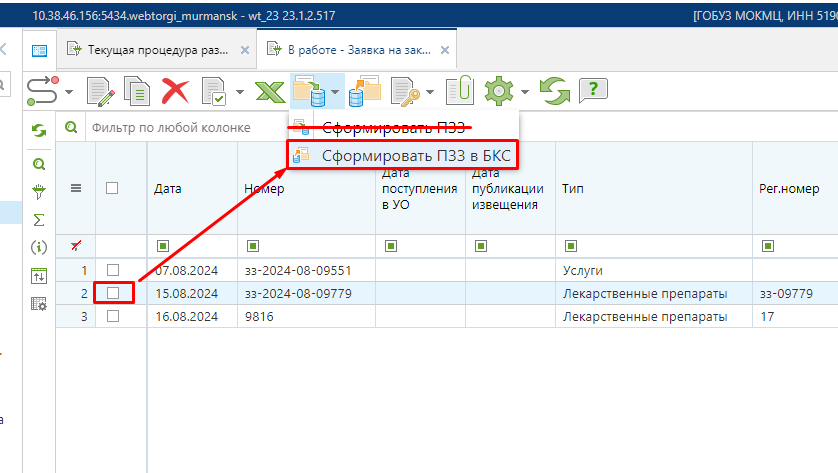 10.38.46.156:5434.webtorgi_murmansk - wt_23 23.1.2.517
[ГОБУЗ МОКМЦ, ИНН 5190
Текущая процедура раз...
В работе - Заявка на зак...
Фильтр по любой колонке
Сформировать ПЗЗ
Сформировать ПЗЗ в БКС
Дата
Номер
Дата
поступления
в УО
Дата
публикации
извещения
Тип
Рег.номер
1 07.08.2024 зз-2024-08-09551 Услуги
2 15.08.2024 зз-2024-08-09779 Лекарственные препараты зз-09779
3 16.08.2024 9816 Лекарственные препараты 17